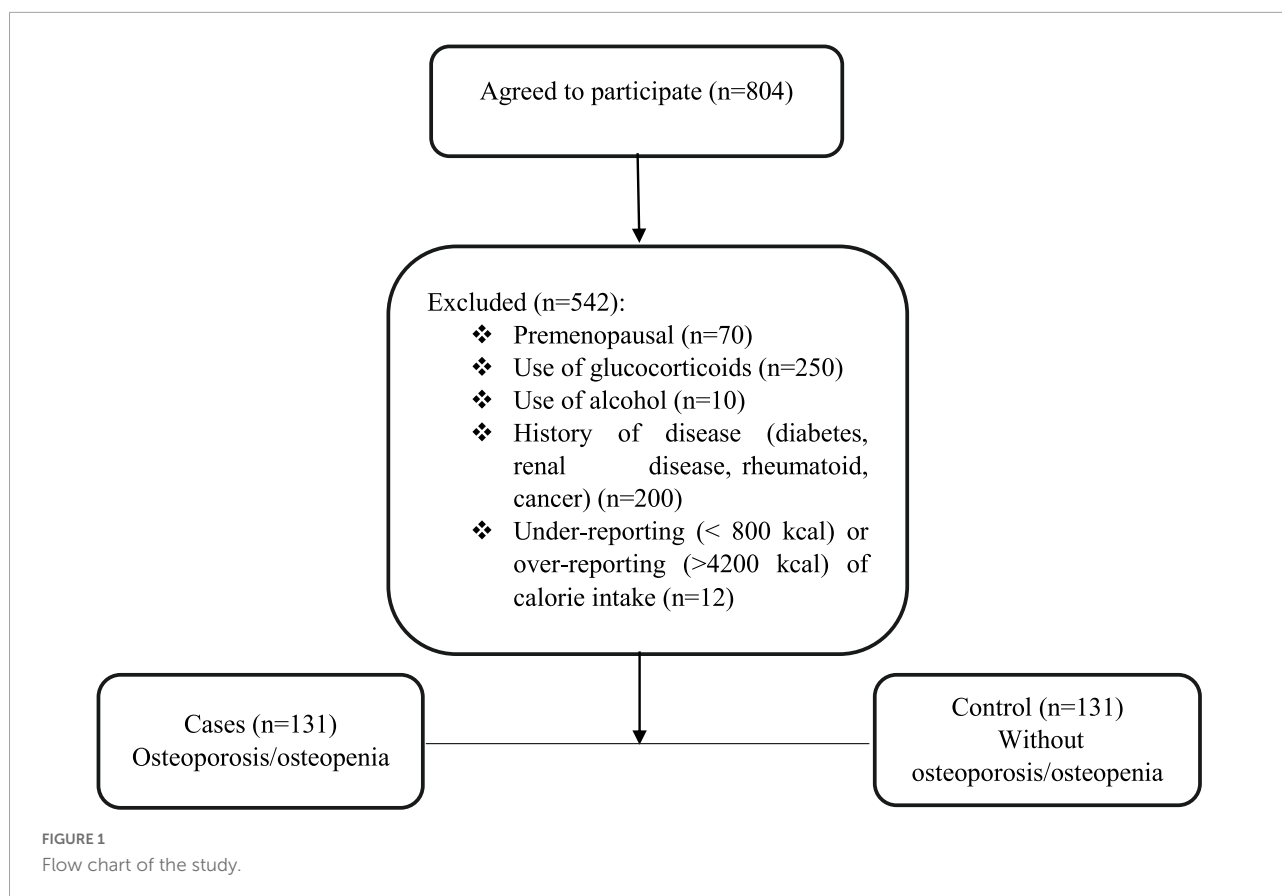 Agreed to participate (n=804)
Excluded (n=542):
❖ Premenopausal (n=70)
❖ Use of glucocorticoids (n=250)
❖ Use of alcohol (n=10)
❖ History of disease (diabetes,
renal disease, rheumatoid,
cancer) (n=200)
❖ Under-reporting (< 800 kcal) or
over-reporting (>4200 kcal) of
calorie intake (n=12)
Cases (n=131)
Osteoporosis/osteopenia
Control (n=131)
Without
osteoporosis/osteopenia
FIGURE 1
Flow chart of the study.